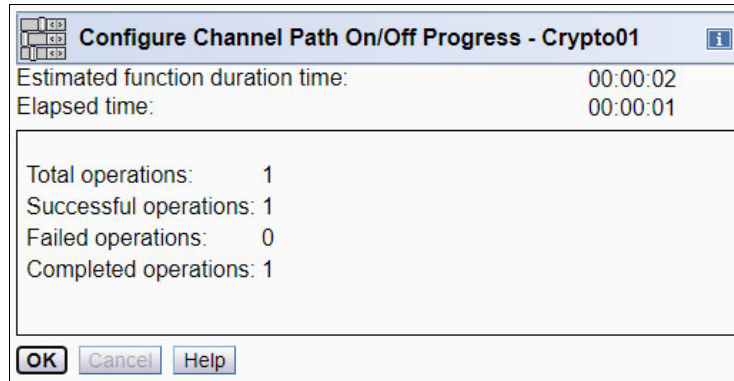 Configure Channel Path On/Off Progress - Crypto01 i
Estimated function duration time: 00:00:02
Elapsed time: 00:00:01
Total operations: 1
Successful operations: 1
Failed operations: 0
Completed operations: 1
OK Cancel Help